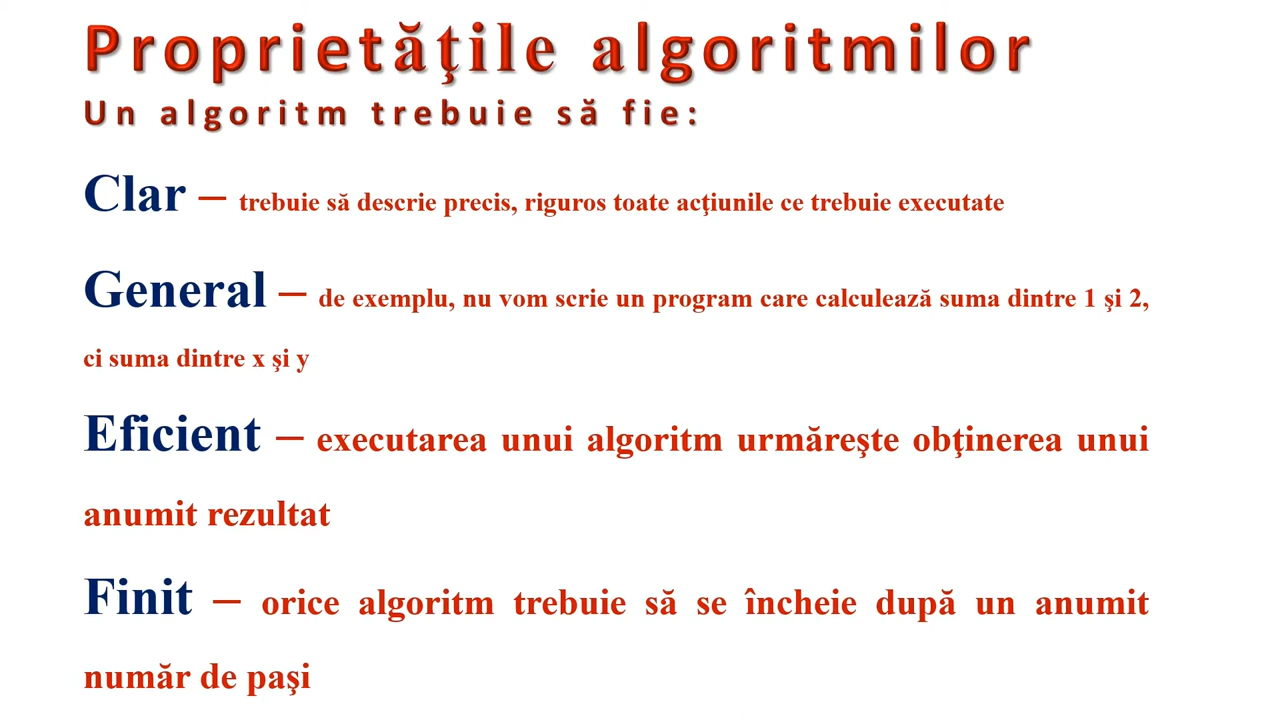 Proprietăţile algoritmilor
Un algoritm trebuie să fie:
Clar – trebuie să descrie precis, riguros toate acţiunile ce trebuie executate
General – de exemplu, nu vom scrie un program care calculează suma dintre 1 şi 2,
ci suma dintre x şi y
Eficient – executarea unui algoritm urmăreşte obţinerea unui
anumit rezultat
Finit – orice algoritm trebuie să se încheie după un anumit
număr de paşi